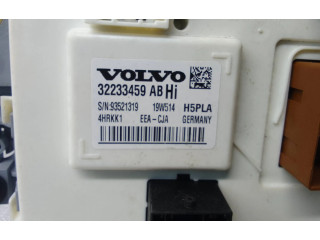 VOLVO
32233459 AB Hi
S/N:93521319 19W514 H5PLA
4HRKK1 EEA-CJA GERMANY